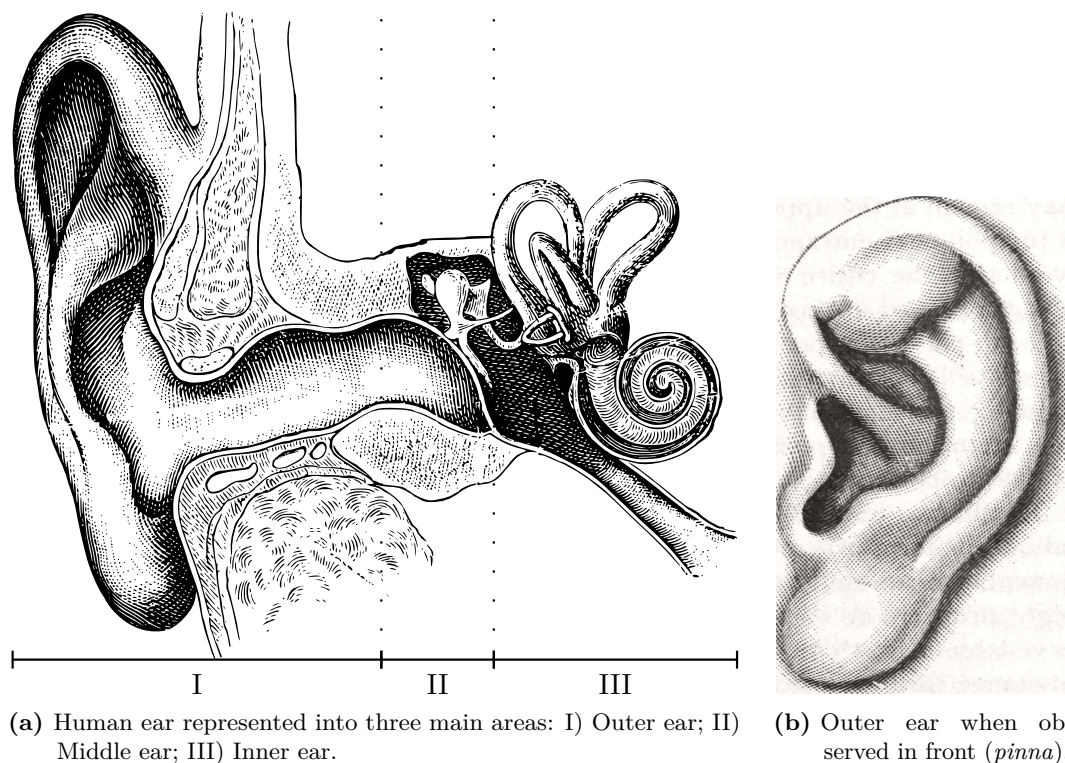 I
II
III
(a) Human ear represented into three main areas: I) Outer ear; II)
Middle ear; III) Inner ear.
(b) Outer ear when ob
served in front (pinna).